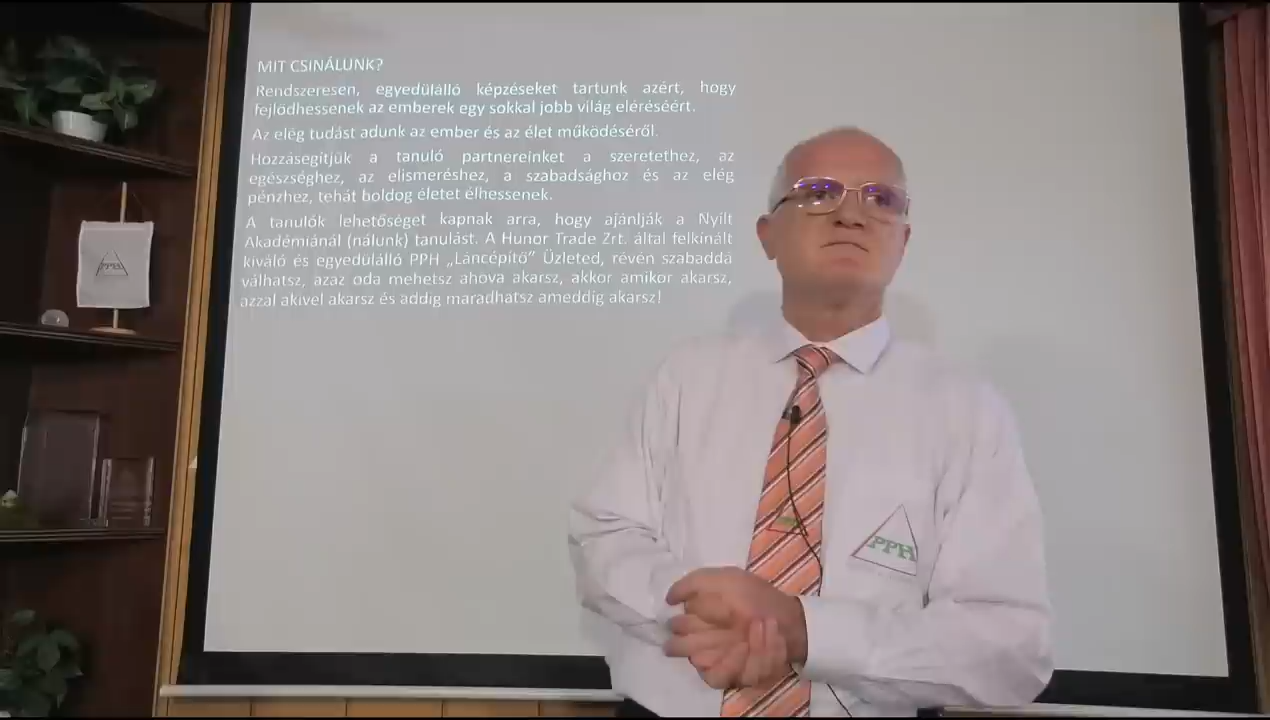 MIT CSINÁLUNK?
Rendszeresen, egyedülálló képzéseket tartunk azért, hogy
fejlődhessenek az emberek egy sokkal jobb világ eléréséért.
Az elég tudást adunk az ember és az élet működéséről.
Hozzásegítjük a tanuló partnereinket a szeretethez, az
egészséghez, az elismeréshez, a szabadsághoz és az elég
pénzhez, tehát boldog életet élhessenek.
A tanulók lehetőséget kapnak arra, hogy ajánlják a Nyílt
Akadémiánál (nálunk) tanulást. A Hunor Trade Zrt. által felkínált
kiváló és egyedülálló PPH „Láncépítő” Üzleted, révén szabaddá
válhatsz, azaz oda mehetsz ahova akarsz, akkor amikor akarsz,
azzal akivel akarsz és addig maradhatsz ameddig akarsz!
PPH
PPH